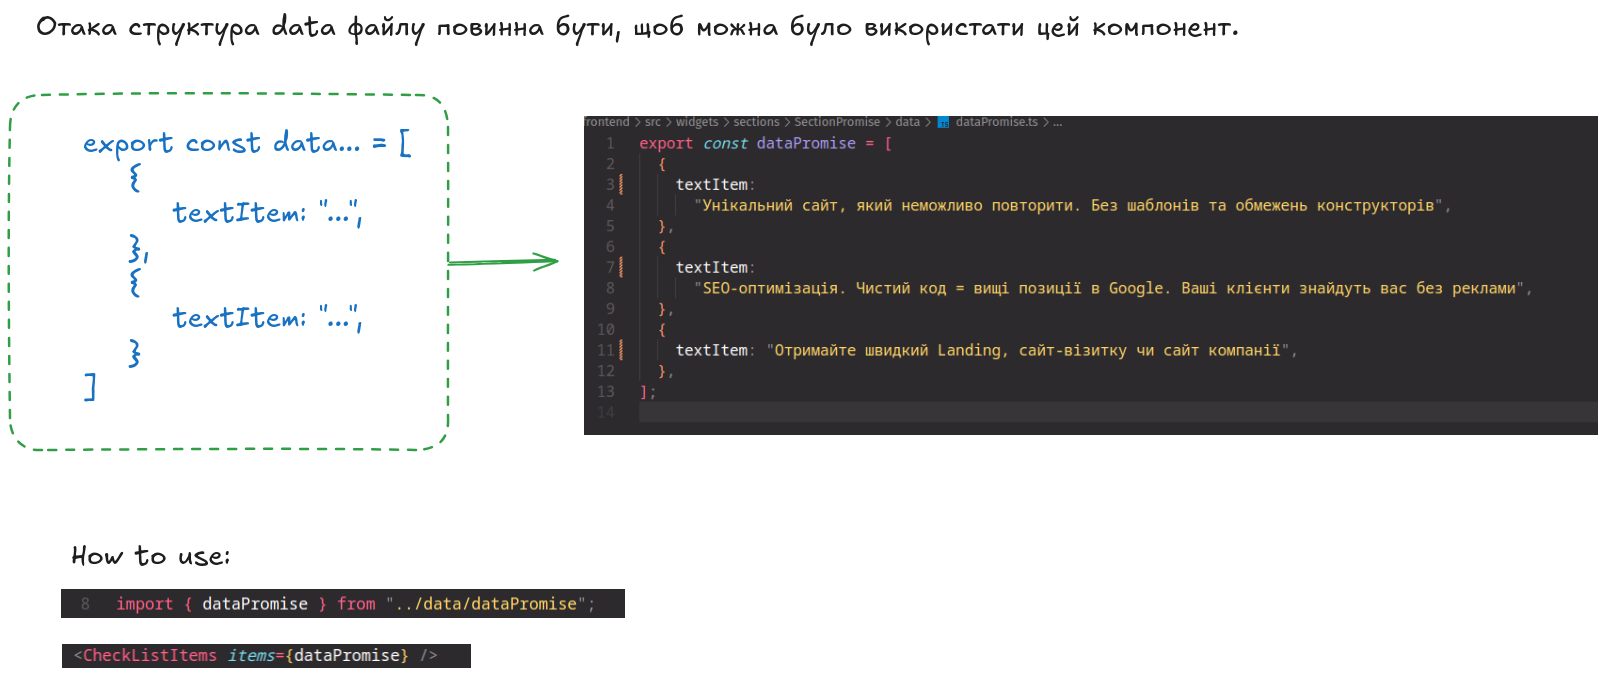 Отака структура data файлу повинна бути, щоб можна було використати цей компонент.
export const data... = [
{
textItem: "...",
},
{
textItem: "...",
}
]
rontend > src > widgets > sections > SectionPromise > data > TS dataPromise.ts > ...
1 export const dataPromise = [
2 {
3 textItem:
4 "Унікальний сайт, який неможливо повторити. Без шаблонів та обмежень конструкторів",
5 },
6 {
7 textItem:
8 "SEO-оптимізація. Чистий код = вищі позиції в Google. Ваші клієнти знайдуть вас без реклами",
9 },
10 {
11 textItem: "Отримайте швидкий Landing, сайт-візитку чи сайт компанії",
12 },
13 ];
14
How to use:
8 import { dataPromise } from "../data/dataPromise";
<CheckListItems items={dataPromise} />